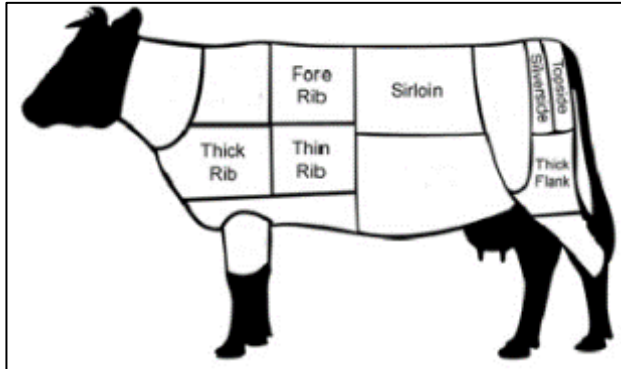 Fore
Rib
Sirloin
Silverside
Topside
Thick
Rib
Thin
Rib
Thick
Flank